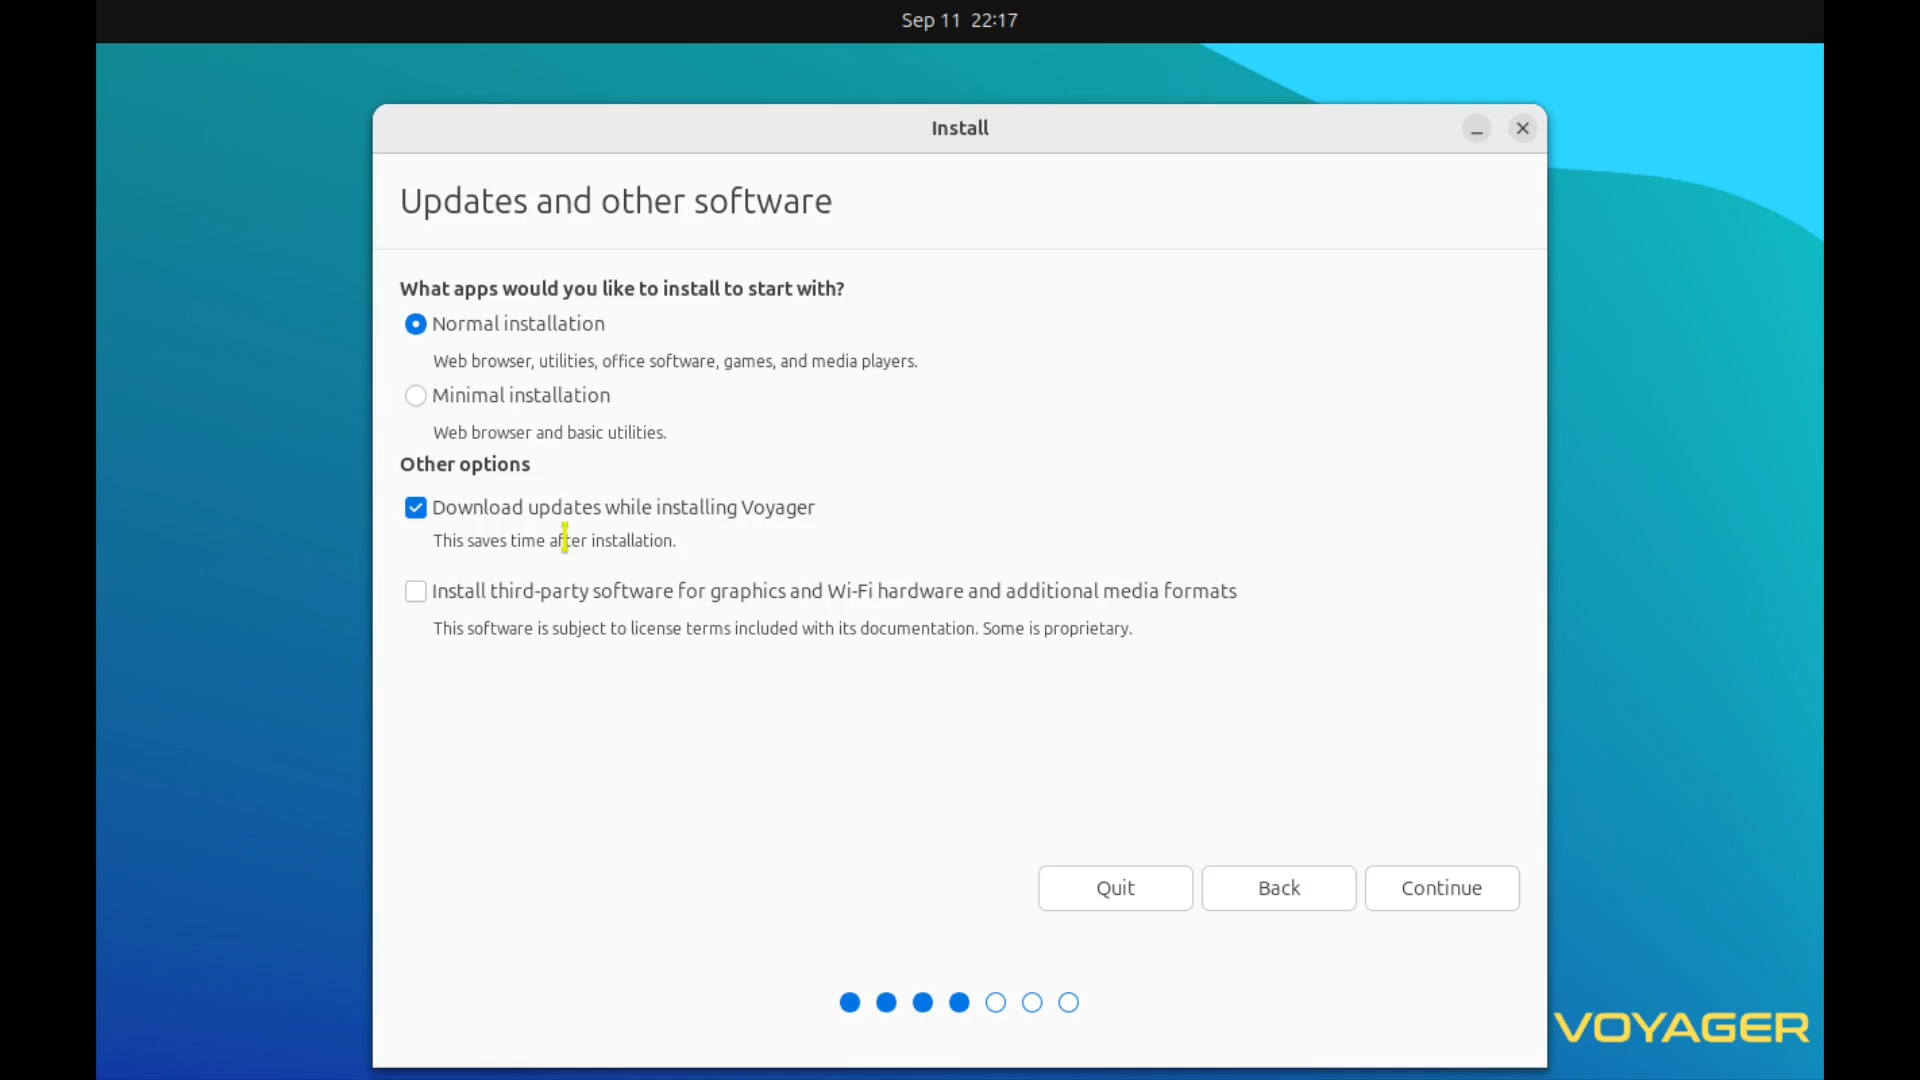 Sep 11 22:17
Install
Updates and other software
What apps would you like to install to start with?
Normal installation
Web browser, utilities, office software, games, and media players.
Minimal installation
Web browser and basic utilities.
Other options
Download updates while installing Voyager
This saves time after installation.
Install third-party software for graphics and Wi-Fi hardware and additional media formats
This software is subject to license terms included with its documentation. Some is proprietary.
Quit Back Continue
VOYAGER